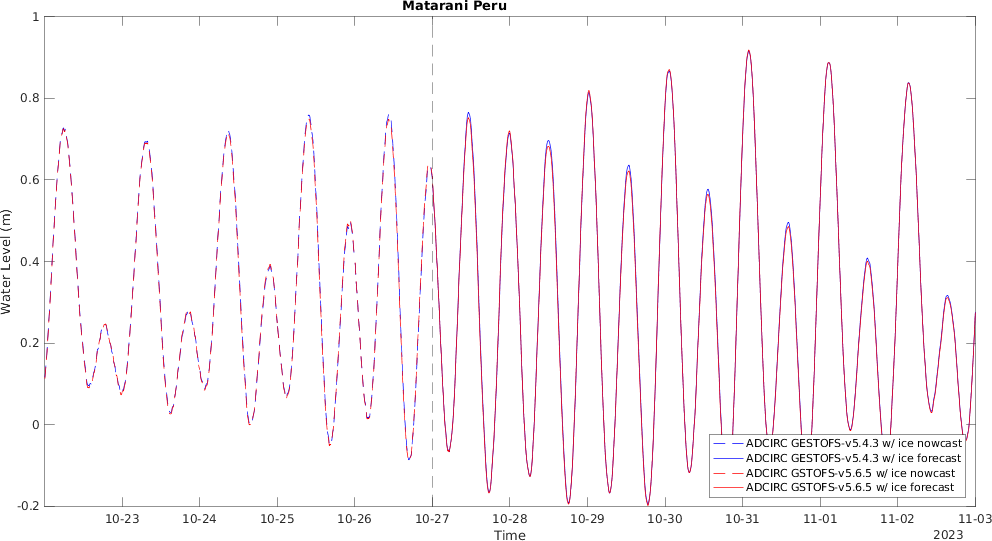 Matarani Peru
1
0.8
0.6
0.4
0.2
0
-0.2
Water Level (m)
ADCIRC GESTOFS-v5.4.3 w/ ice nowcast
ADCIRC GESTOFS-v5.4.3 w/ ice forecast
ADCIRC GSTOFS-v5.6.5 w/ ice nowcast
ADCIRC GSTOFS-v5.6.5 w/ ice forecast
10-23 10-24 10-25 10-26 10-27 10-28 10-29 10-30 10-31 11-01 11-02 11-03
Time
2023